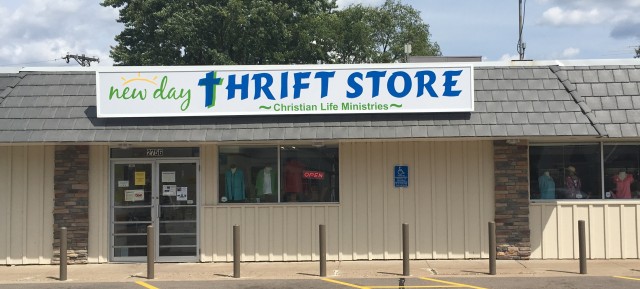 new day tHRIFT STORE
~Christian Life Ministries~
OPEN